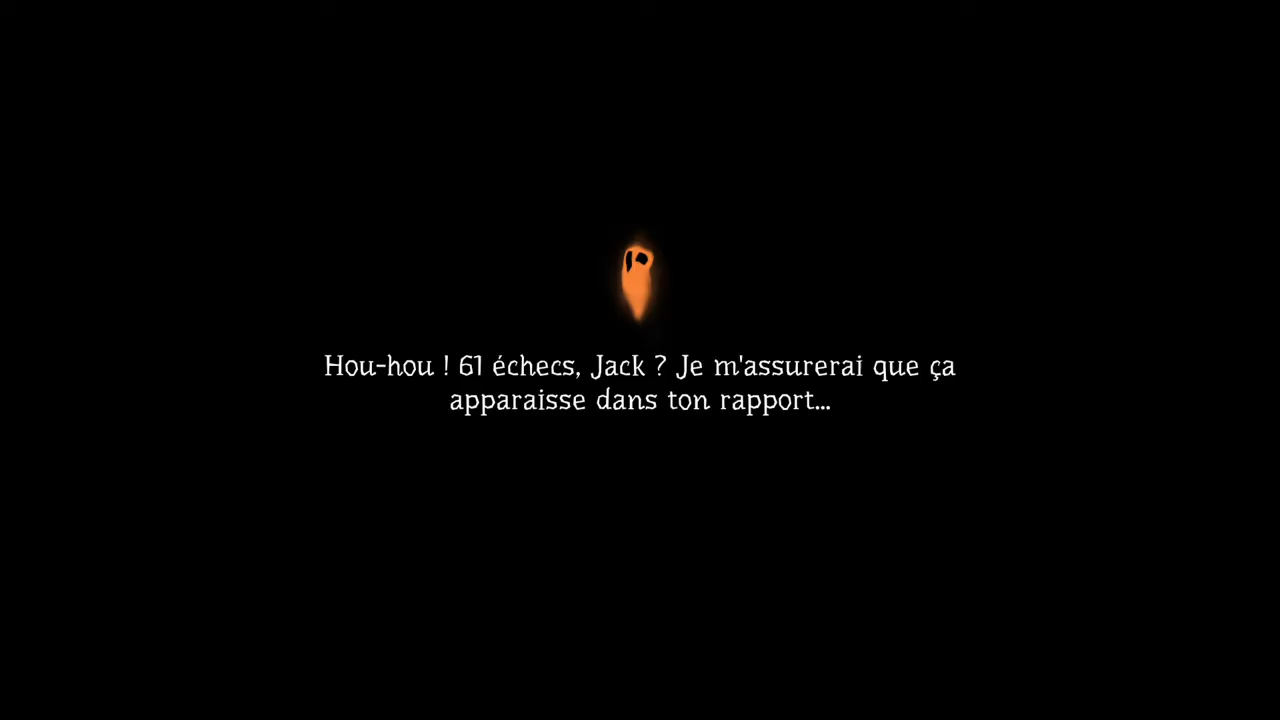 Hou-hou ! 61 échecs, Jack ? Je m'assurerai que ça
apparaisse dans ton rapport...